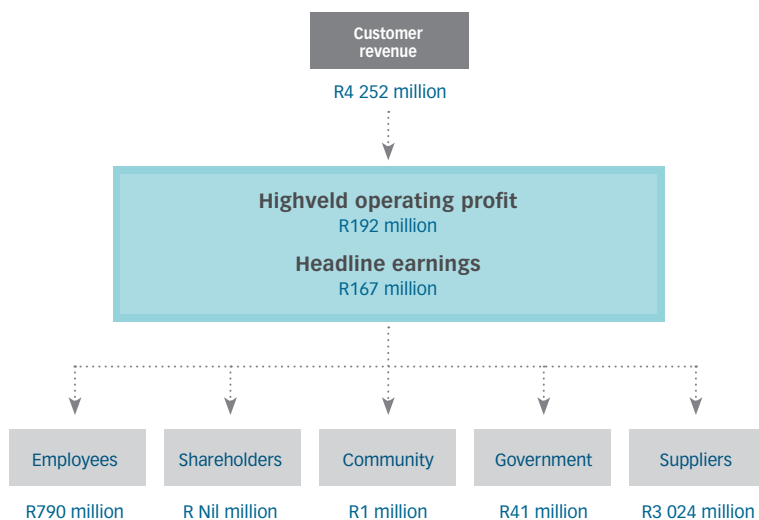 Customer
revenue
R4 252 million
Highveld operating profit
R192 million
Headline earnings
R167 million
Employees
Shareholders
Community
Government
Suppliers
R790 million
R Nil million
R1 million
R41 million
R3 024 million